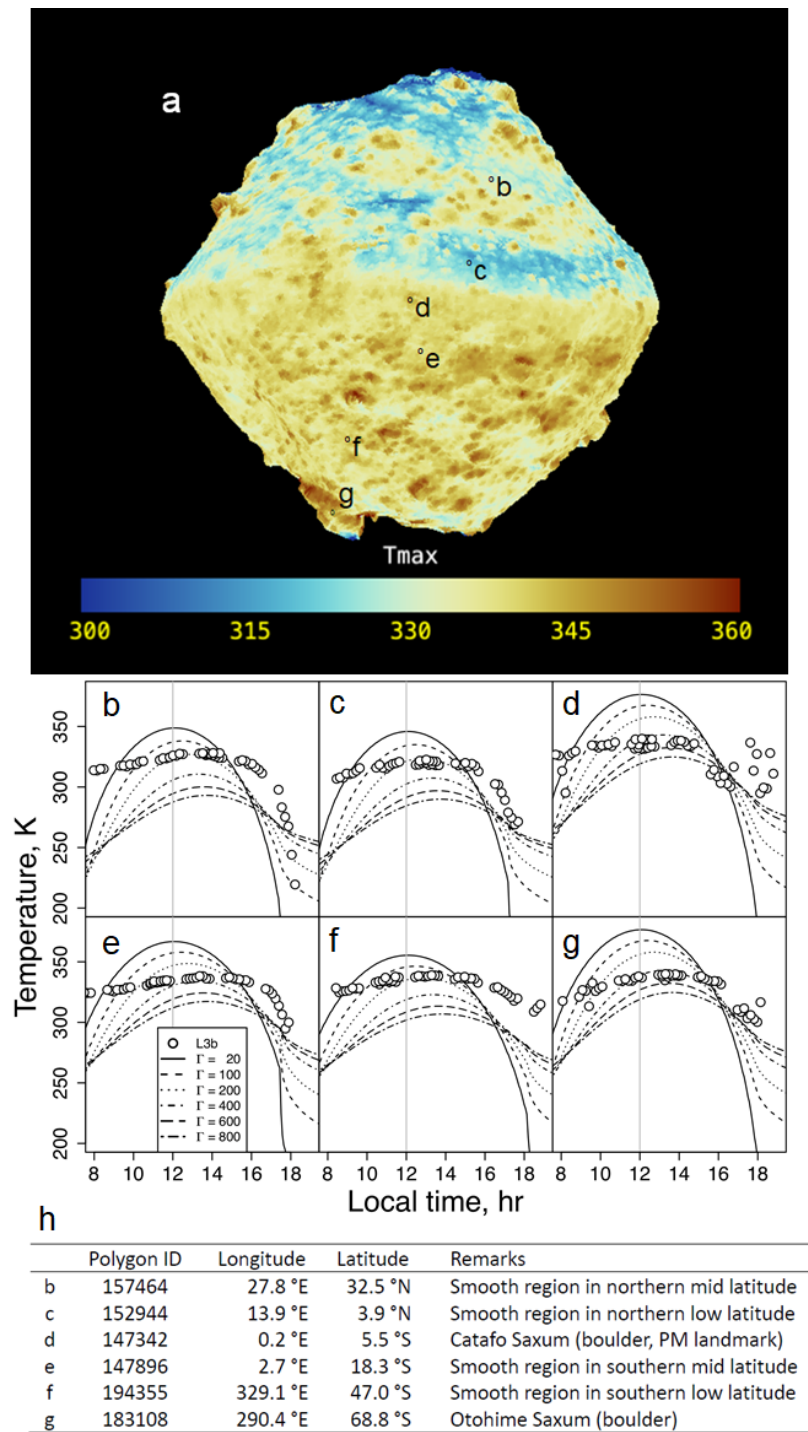 a
b
c
d
e
f
g
Tmax
300 315 330 345 360
b c d
350
300
250
200
e f g
350
300
250
200
L3b
Γ = 20
Γ = 100
Γ = 200
Γ = 400
Γ = 600
Γ = 800
Temperature, K
8 10 12 14 16 18 8 10 12 14 16 18 8 10 12 14 16 18
Local time, hr
h
Polygon ID Longitude Latitude Remarks
b 157464 27.8 °E 32.5 °N Smooth region in northern mid latitude
c 152944 13.9 °E 3.9 °N Smooth region in northern low latitude
d 147342 0.2 °E 5.5 °S Catafo Saxum (boulder, PM landmark)
e 147896 2.7 °E 18.3 °S Smooth region in southern mid latitude
f 194355 329.1 °E 47.0 °S Smooth region in southern low latitude
g 183108 290.4 °E 68.8 °S Otohime Saxum (boulder)